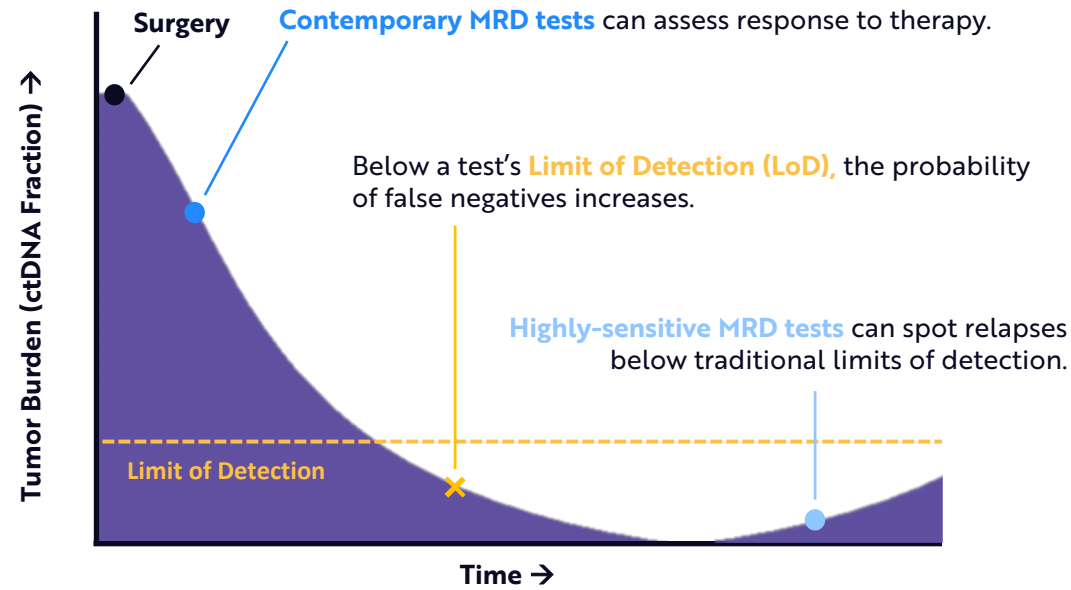 Surgery
Contemporary MRD tests can assess response to therapy.
Tumor Burden (ctDNA Fraction) →
Below a test's Limit of Detection (LoD), the probability
of false negatives increases.
Highly-sensitive MRD tests can spot relapses
below traditional limits of detection.
Limit of Detection
Time →